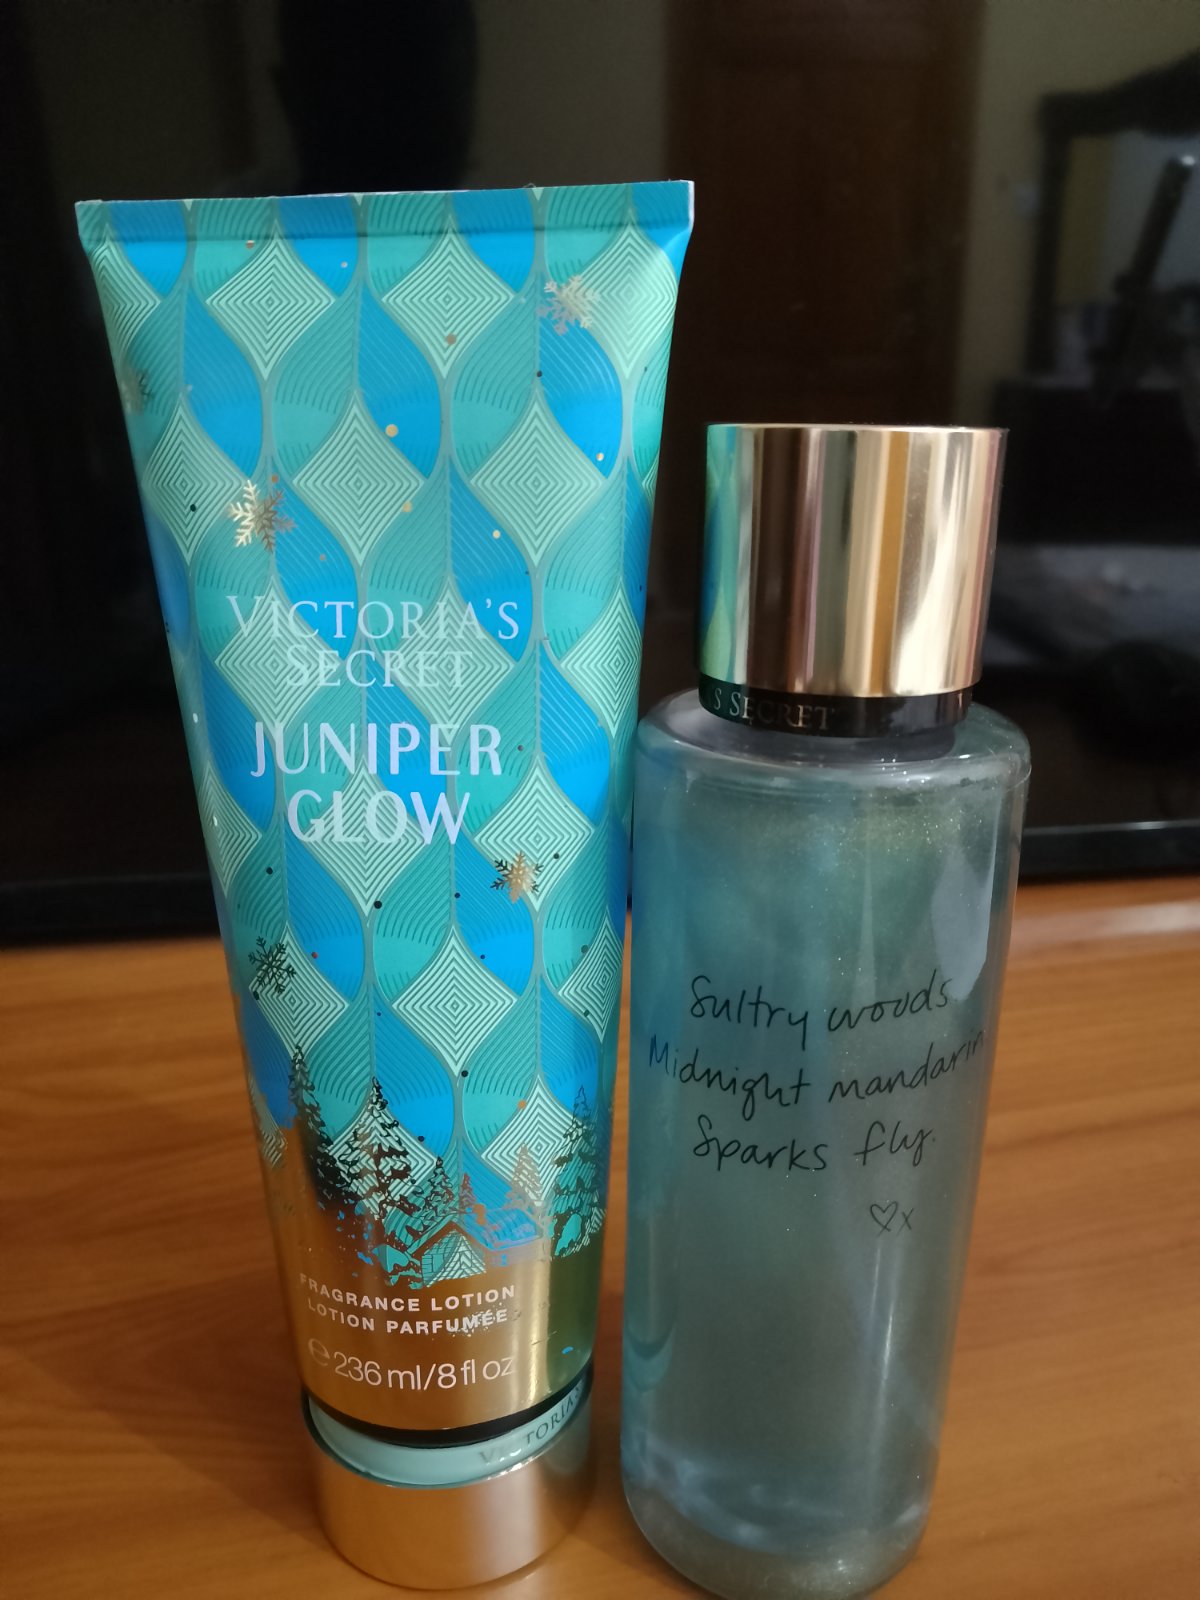 VICTORIA'S
SECRET
JUNIPER
GLOW
FRAGRANCE LOTION
LOTION PARFUMÉE
e 236 ml/8 fl oz
VICTORIA'S
'S SECRET
Sultry woods.
Midnight mandarin.
Sparks fly.
♡x